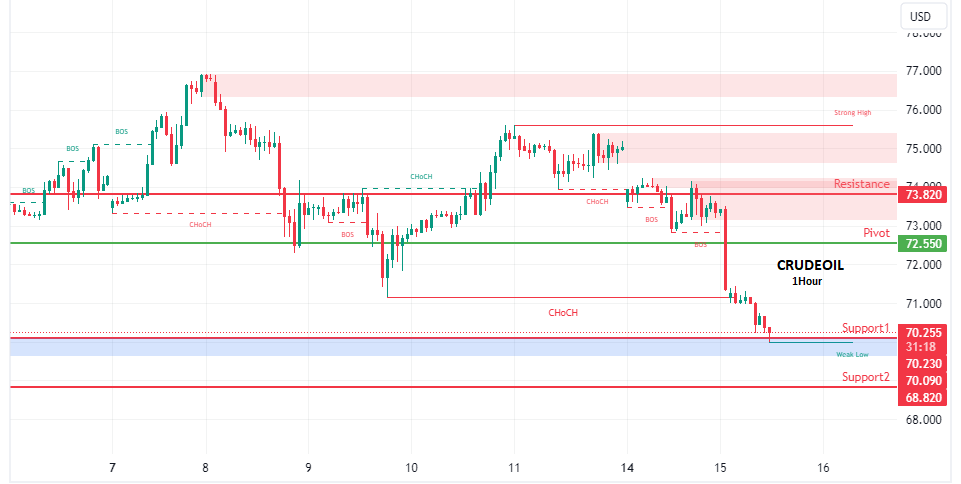 USD
78.000
77.000
76.000
75.000
74.000
73.820
73.000
72.550
72.000
71.000
70.255
31:18
70.230
70.090
68.820
68.000
Strong High
Resistance
Pivot
CRUDEOIL
1Hour
Support1
Weak Low
Support2
BOS
BOS
BOS
CHoCH
BOS
CHoCH
CHoCH
CHoCH
BOS
BOS
7
8
9
10
11
14
15
16